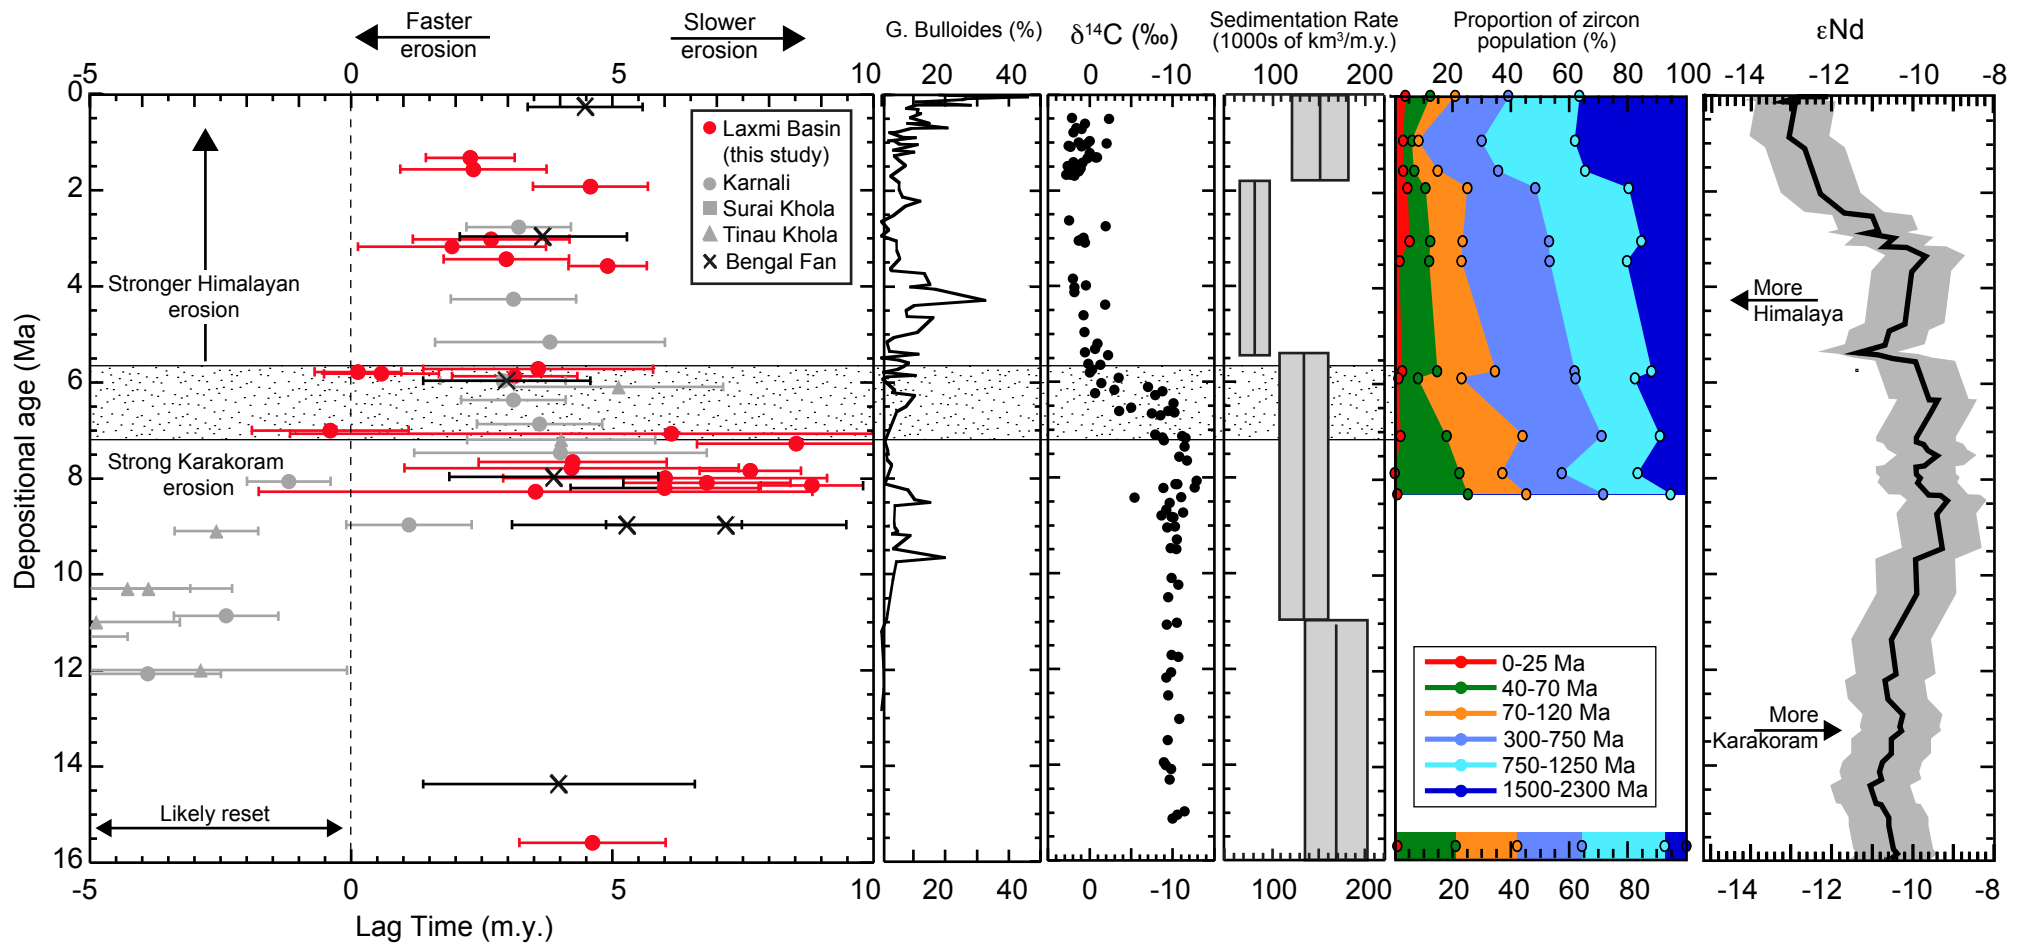 Faster
erosion
Slower
erosion
G. Bulloides (%)
δ¹⁴C (‰)
Sedimentation Rate
(1000s of km³/m.y.)
Proportion of zircon
population (%)
εNd
-5 0 5 10
20 40
0 -10
100 200
20 40 60 80 100
-14 -12 -10 -8
Depositional age (Ma)
0
2
4
6
8
10
12
14
16
Laxmi Basin
(this study)
Karnali
Surai Khola
Tinau Khola
Bengal Fan
Stronger Himalayan
erosion
Strong Karakoram
erosion
Likely reset
More
Himalaya
More
Karakoram
0-25 Ma
40-70 Ma
70-120 Ma
300-750 Ma
750-1250 Ma
1500-2300 Ma
-5 0 5 10
20 40
0 -10
100 200
0 20 40 60 80
-14 -12 -10 -8
Lag Time (m.y.)